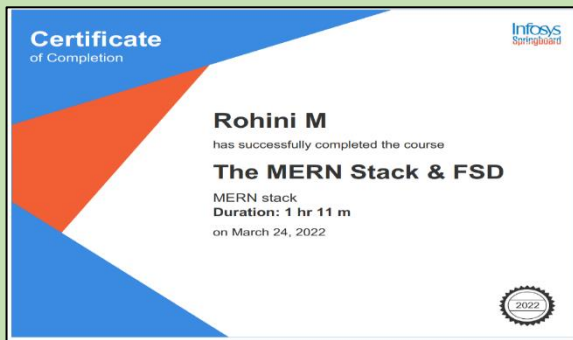 Certificate
of Completion
Infosys
Springboard
Rohini M
has successfully completed the course
The MERN Stack & FSD
MERN stack
Duration: 1 hr 11 m
on March 24, 2022
2022